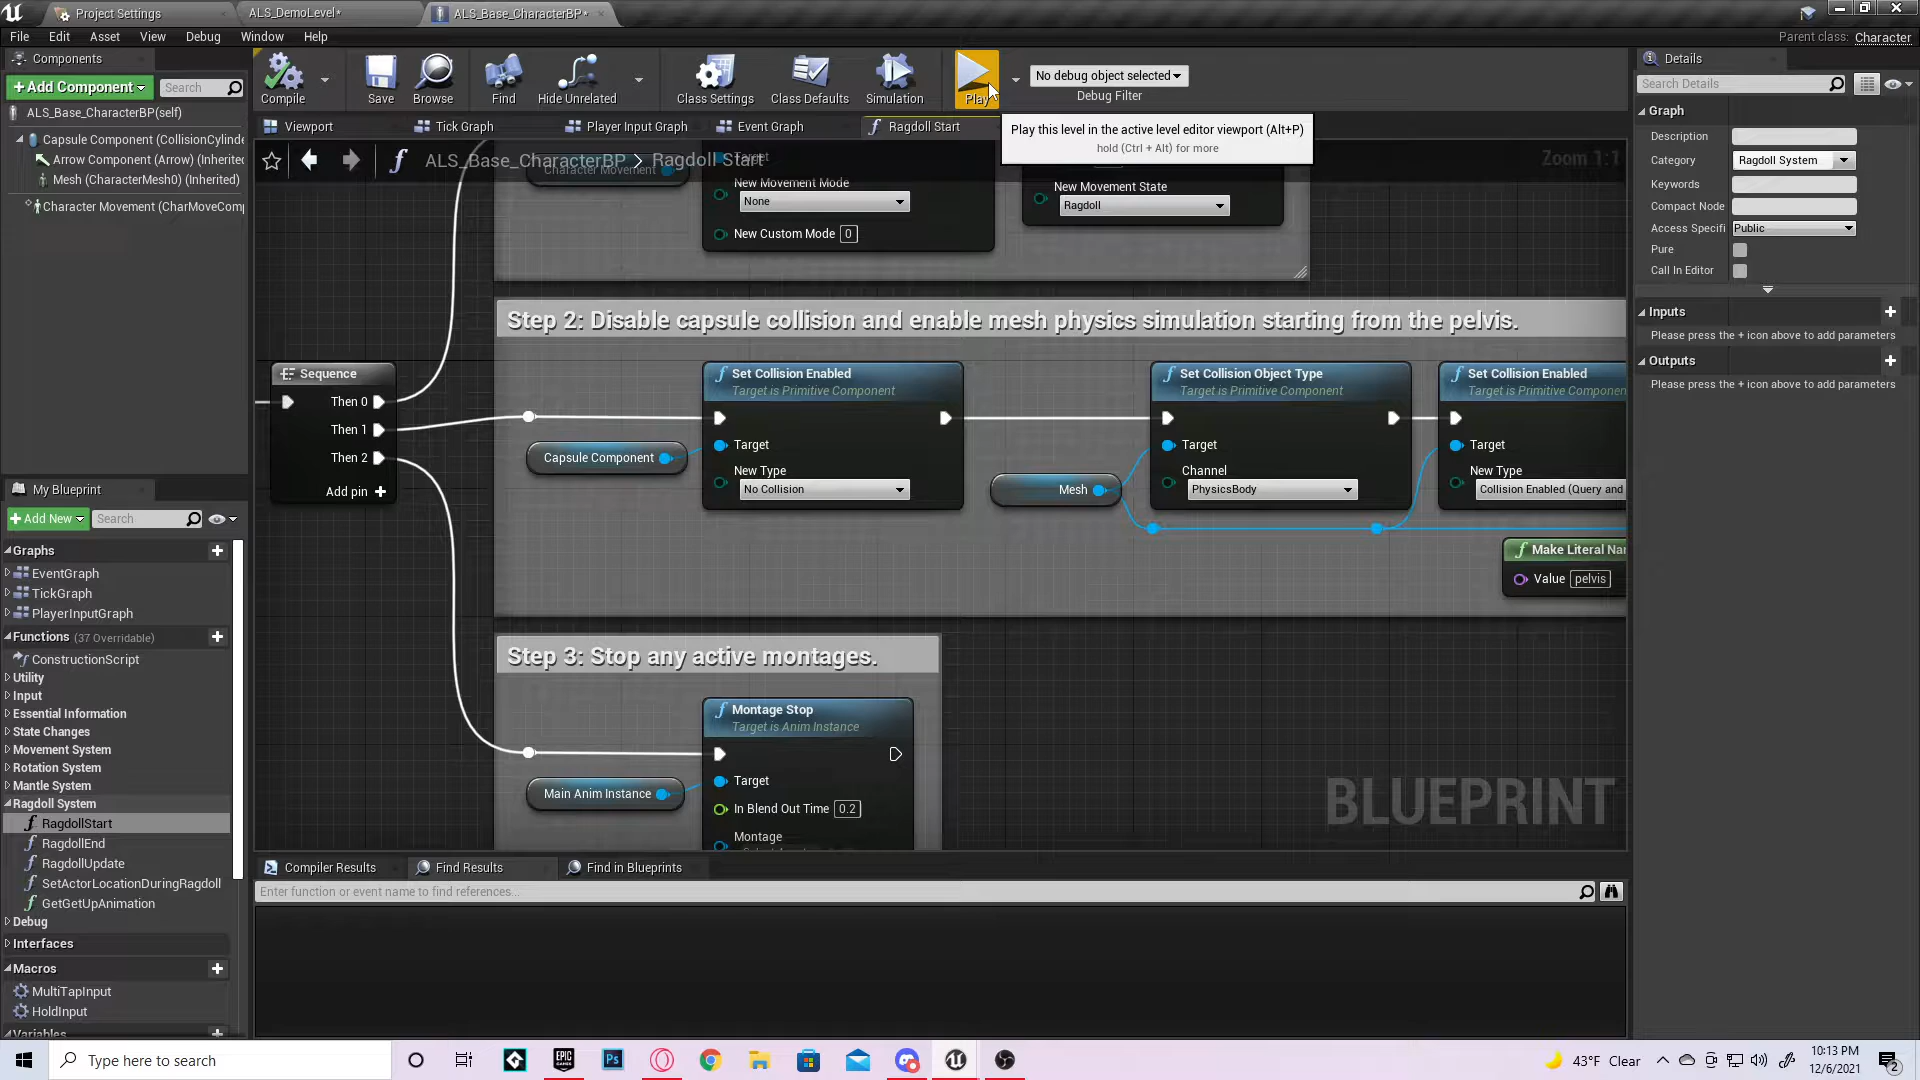 Project Settings
ALS_DemoLevel*
ALS_Base_CharacterBP*
File Edit Asset View Debug Window Help
Parent class: Character
Components
+Add Component
Search
ALS_Base_CharacterBP(self)
Capsule Component (CollisionCylinde
Arrow Component (Arrow) (Inherited
Mesh (CharacterMesh0) (Inherited)
Character Movement (CharMoveComp
Compile
Save
Browse
Find
Hide Unrelated
Class Settings
Class Defaults
Simulation
Play
No debug object selected
Debug Filter
Viewport
Tick Graph
Player Input Graph
Event Graph
Ragdoll Start
Play this level in the active level editor viewport (Alt+P)
hold (Ctrl + Alt) for more
ALS_Base_CharacterBP > Ragdoll Start
Zoom 1:1
Character Movement
Target
New Movement Mode
None
New Custom Mode 0
New Movement State
Ragdoll
Step 2: Disable capsule collision and enable mesh physics simulation starting from the pelvis.
Sequence
Then 0
Then 1
Then 2
Add pin +
Set Collision Enabled
Target is Primitive Component
Target
New Type
No Collision
Capsule Component
Mesh
Set Collision Object Type
Target is Primitive Component
Target
Channel
PhysicsBody
Set Collision Enabled
Target is Primitive Componen
Target
New Type
Collision Enabled (Query and
Make Literal Nar
Value pelvis
Step 3: Stop any active montages.
Montage Stop
Target is Anim Instance
Target
In Blend Out Time 0.2
Montage
Main Anim Instance
BLUEPRINT
My Blueprint
+Add New
Search
Graphs
EventGraph
TickGraph
PlayerInputGraph
Functions (37 Overridable)
ConstructionScript
Utility
Input
Essential Information
State Changes
Movement System
Rotation System
Mantle System
Ragdoll System
RagdollStart
RagdollEnd
RagdollUpdate
SetActorLocationDuringRagdoll
GetGetUpAnimation
Debug
Interfaces
Macros
MultiTapInput
HoldInput
Variables
Compiler Results
Find Results
Find in Blueprints
Enter function or event name to find references...
Details
Search Details
Graph
Description
Category Ragdoll System
Keywords
Compact Node
Access Specifi Public
Pure
Call In Editor
Inputs
Please press the + icon above to add parameters
Outputs
Please press the + icon above to add parameters
Type here to search
EPIC GAMES
Ps
43°F Clear
10:13 PM
12/6/2021
2